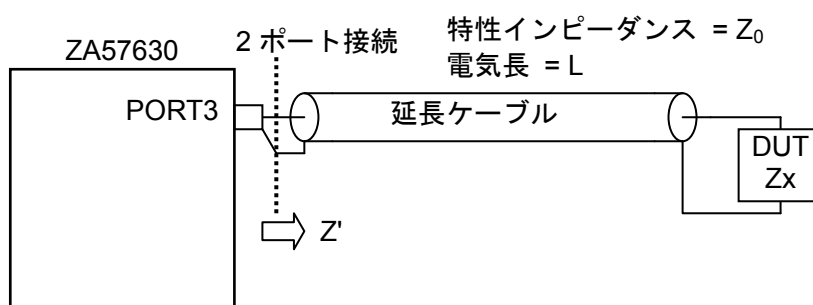 ZA57630
2 ポート接続
特性インピーダンス = Z₀
電気長 = L
PORT3
延長ケーブル
DUT
Zx
Z'